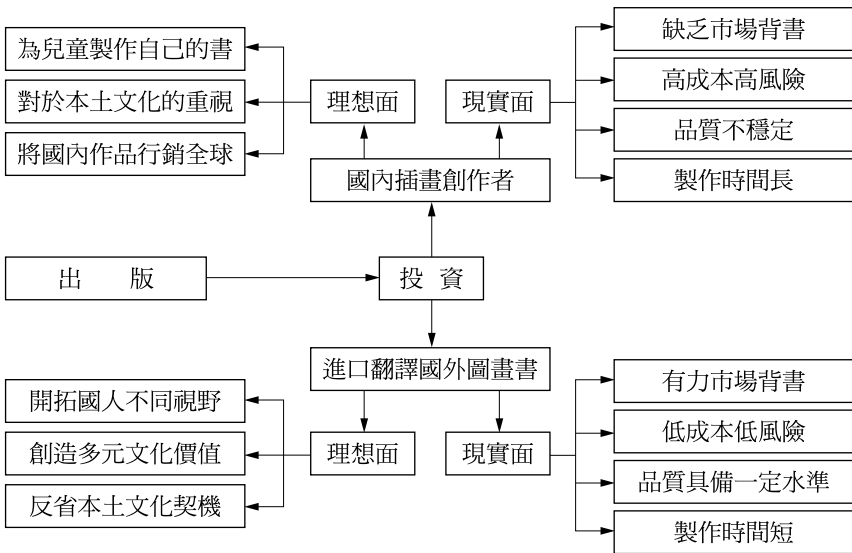 為兒童製作自己的書
對於本土文化的重視
將國內作品行銷全球
理想面
現實面
缺乏市場背書
高成本高風險
品質不穩定
製作時間長
國內插畫創作者
出 版
投 資
進口翻譯國外圖畫書
開拓國人不同視野
創造多元文化價值
反省本土文化契機
理想面
現實面
有力市場背書
低成本低風險
品質具備一定水準
製作時間短